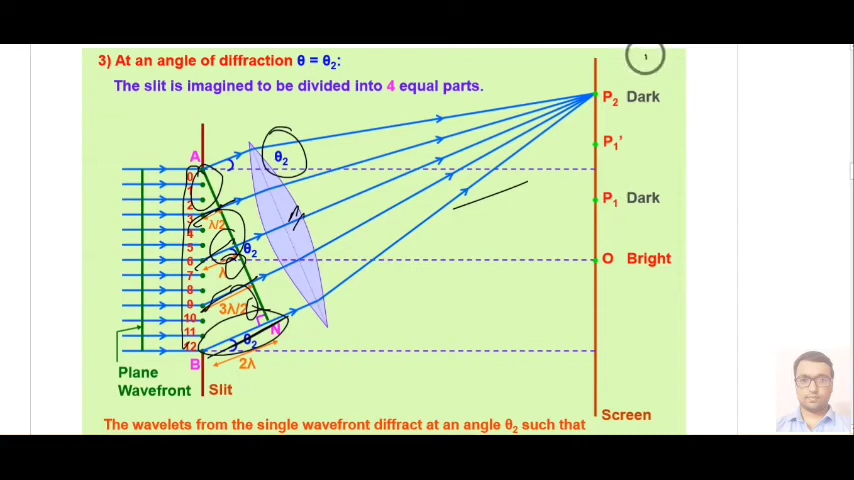 3) At an angle of diffraction θ = θ₂:
The slit is imagined to be divided into 4 equal parts.
P₂ Dark
P₁’
P₁ Dark
O Bright
Screen
A
θ₂
0
1
2
3
4
5
6
7
8
9
10
11
12
λ/2
θ₂
λ
3λ/2
N
θ₂
2λ
B
Plane
Wavefront
Slit
The wavelets from the single wavefront diffract at an angle θ₂ such that